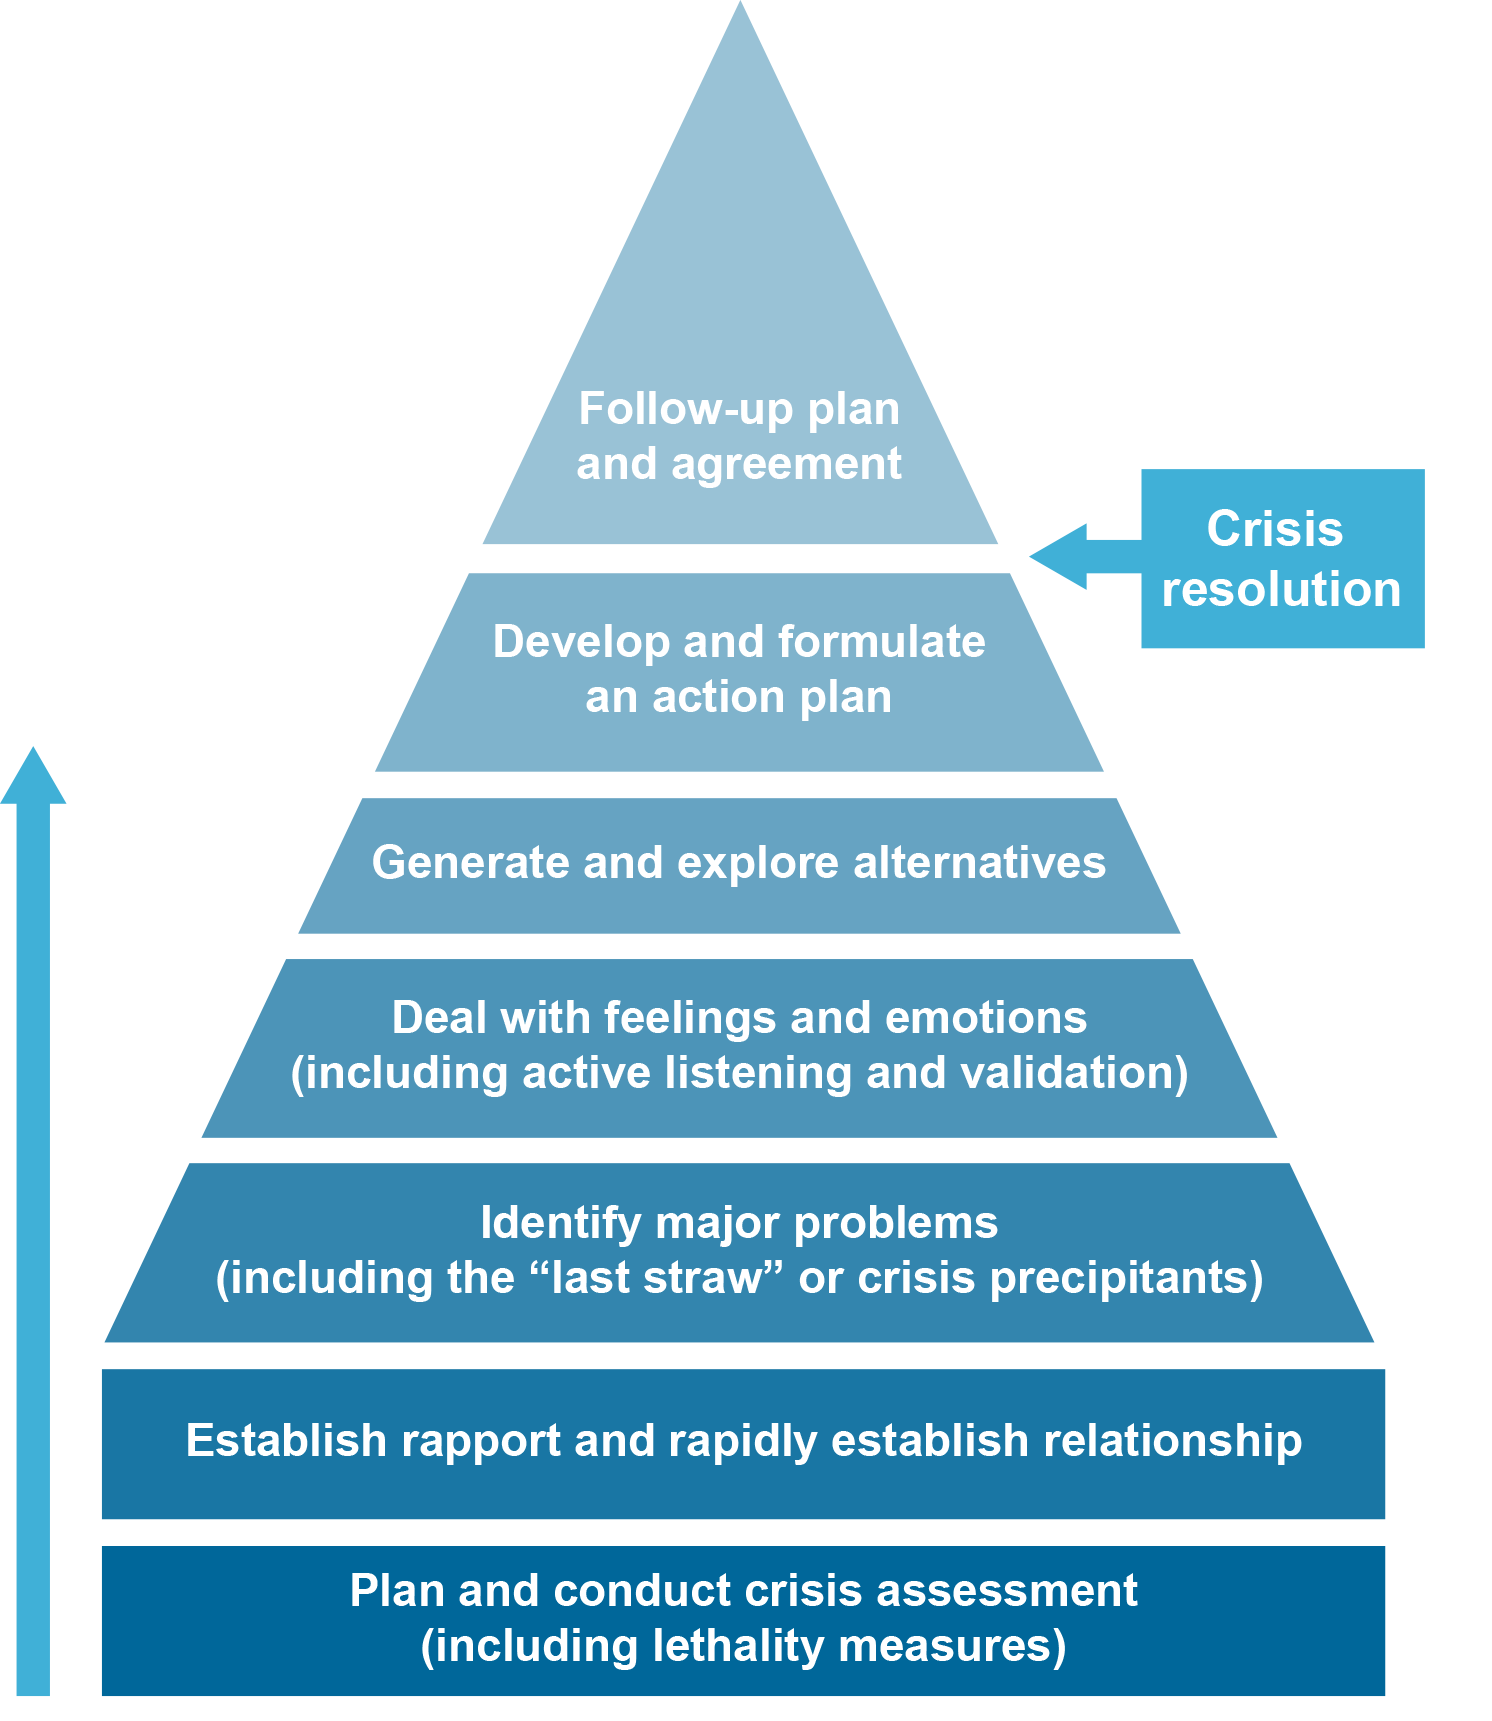 Follow-up plan
and agreement
Crisis
resolution
Develop and formulate
an action plan
Generate and explore alternatives
Deal with feelings and emotions
(including active listening and validation)
Identify major problems
(including the “last straw” or crisis precipitants)
Establish rapport and rapidly establish relationship
Plan and conduct crisis assessment
(including lethality measures)